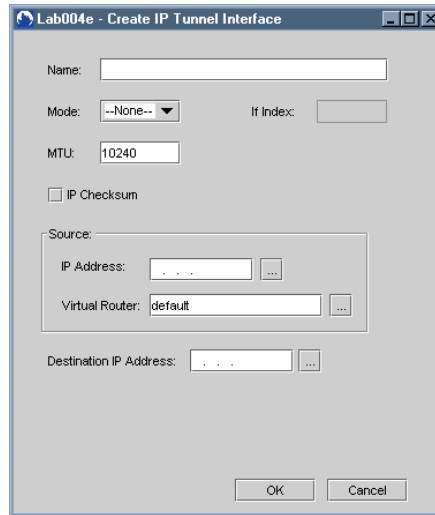 Lab004e - Create IP Tunnel Interface
Name:
Mode: --None-- If Index:
MTU: 10240
IP Checksum
Source:
IP Address: . . . ...
Virtual Router: default ...
Destination IP Address: . . . ...
OK Cancel